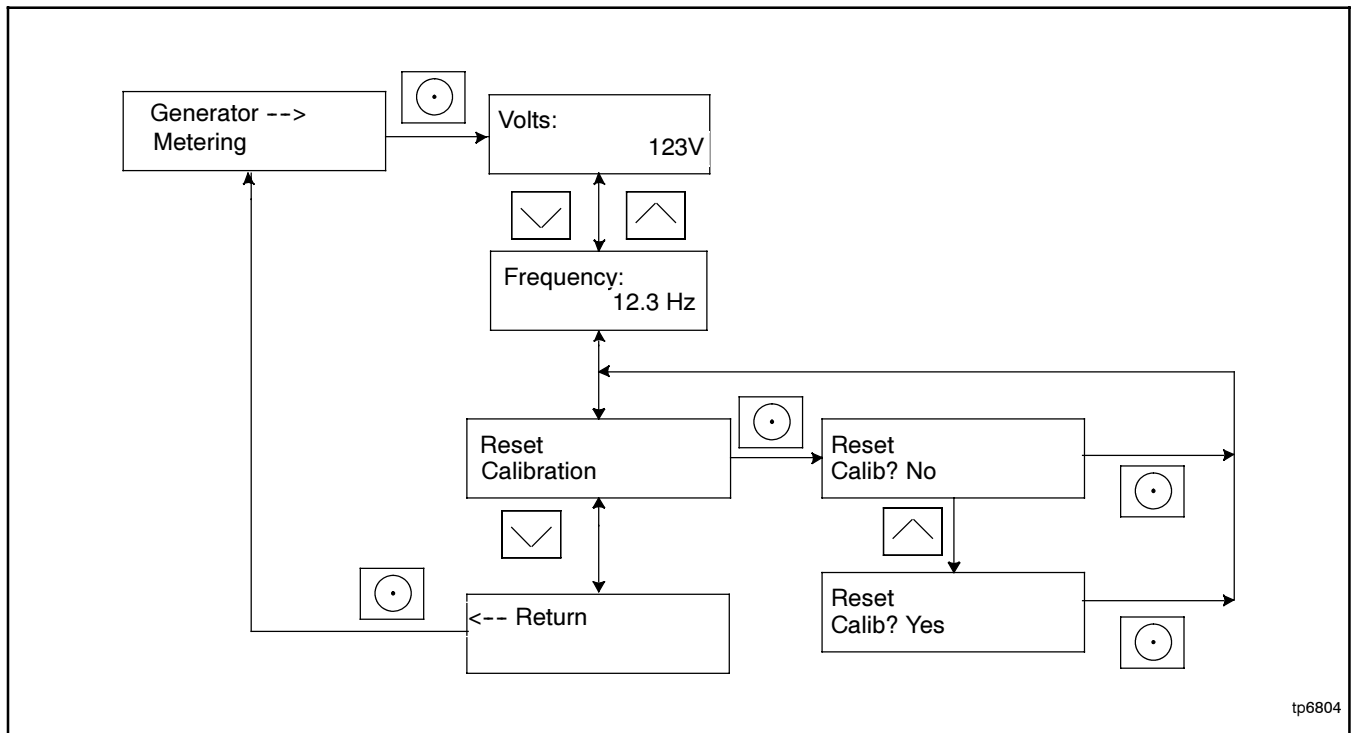 Generator -->
Metering
Volts:
123V
Frequency:
12.3 Hz
Reset
Calibration
Reset
Calib? No
<-- Return
Reset
Calib? Yes
tp6804